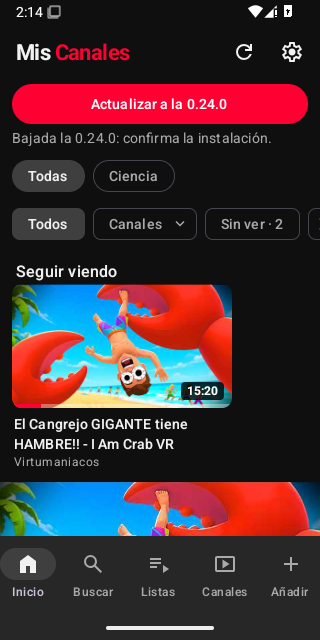 2:14
Mis Canales
Actualizar a la 0.24.0
Bajada la 0.24.0: confirma la instalación.
Todas
Ciencia
Todos
Canales
Sin ver · 2
Seguir viendo
15:20
El Cangrejo GIGANTE tiene
HAMBRE!! - I Am Crab VR
Virtumaniacos
Inicio
Buscar
Listas
Canales
Añadir